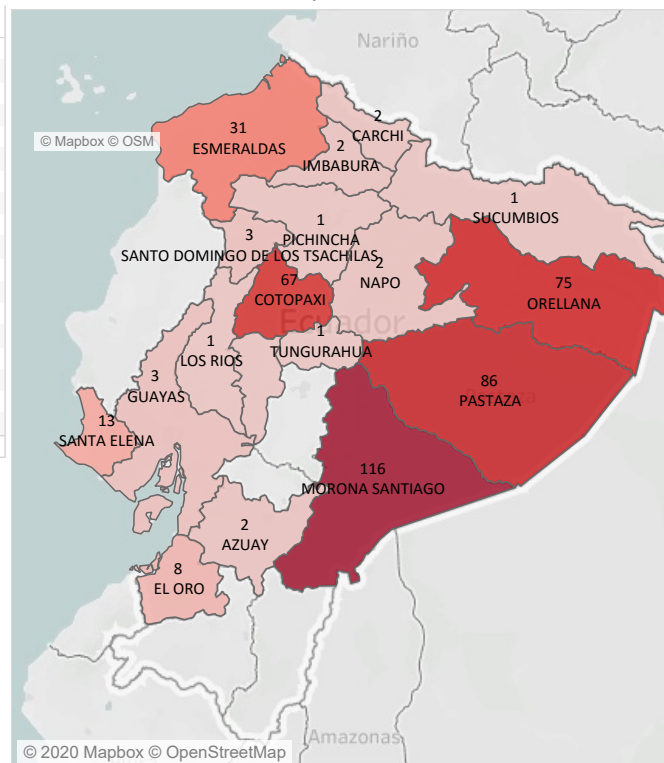 Nariño
2
CARCHI
31
ESMERALDAS
© Mapbox © OSM
2
IMBABURA
1
SUCUMBIOS
1
PICHINCHA
3
SANTO DOMINGO DE LOS TSACHILAS
2
NAPO
75
ORELLANA
67
COTOPAXI
Ecuador
1
TUNGURAHUA
1
LOS RIOS
3
GUAYAS
86
PASTAZA
13
SANTA ELENA
116
MORONA SANTIAGO
2
AZUAY
8
EL ORO
Amazonas
© 2020 Mapbox © OpenStreetMap